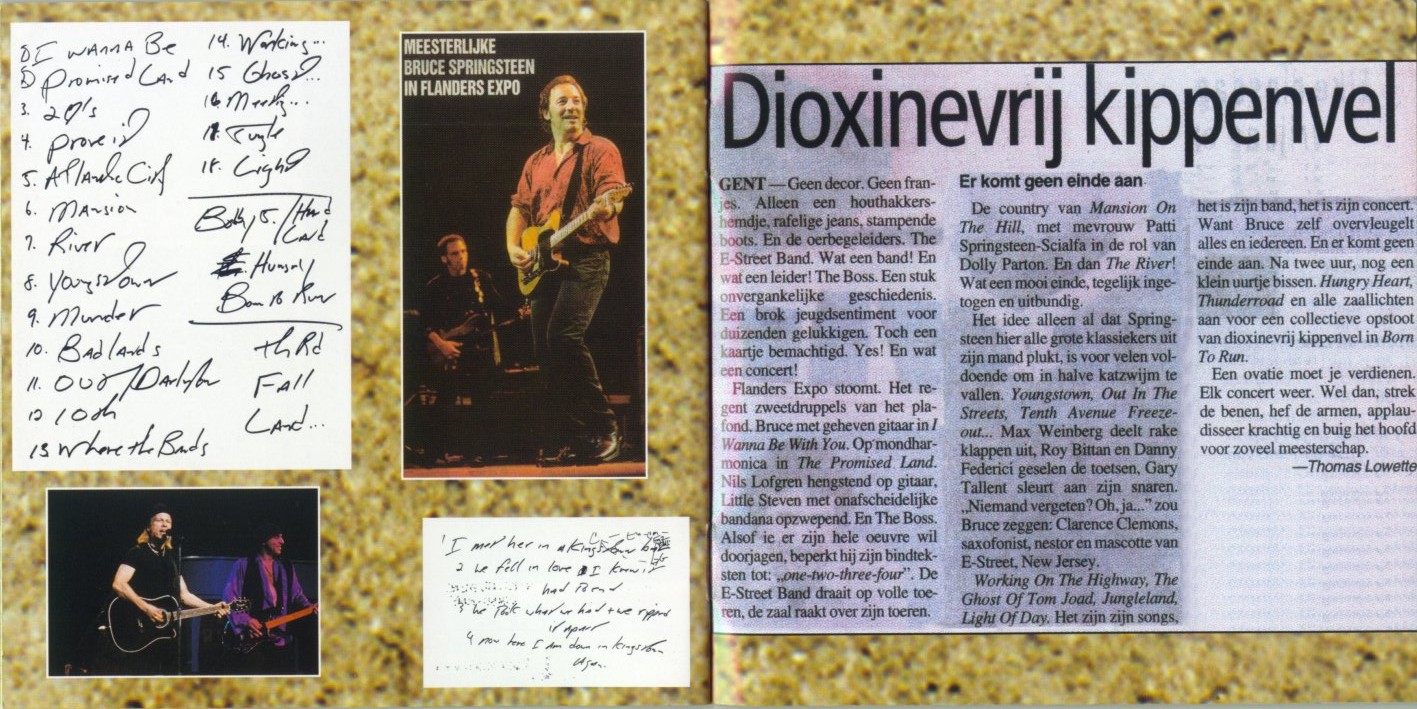 1 I WANNA Be
2 Promised Land
3. 20's
4. Prove it
5. Atlantic City
6. Mansion
7. River
8. Youngstown
9. Murder
10. Badlands
11. OUT/Darlington
12 10th
13 Where the Bands
14. Working...
15 Ghost...
16 Meeting...
17. Jungle
18. Light
Bobby J. / Hard
Land
Hungry
Born to Run
thRd
FALL
LAnd...
MEESTERLIJKE
BRUCE SPRINGSTEEN
IN FLANDERS EXPO
1 I met her in a Kingstown bar
2 we fell in love I knew it
had to end
3 we took what we had + we ripped
it apart
4 now here I am down in Kingstown
again.
Dioxinevrij kippenvel
GENT — Geen decor. Geen fran-
jes. Alleen een houthakkers-
hemdje, rafelige jeans, stampende
boots. En de oerbegeleiders. The
E-Street Band. Wat een band! En
wat een leider! The Boss. Een stuk
onvergankelijke geschiedenis.
Een brok jeugdsentiment voor
duizenden gelukkigen. Toch een
kaartje bemachtigd. Yes! En wat
een concert!
Flanders Expo stoomt. Het re-
gent zweetdruppels van het pla-
fond. Bruce met geheven gitaar in I
Wanna Be With You. Op mondhar-
monica in The Promised Land.
Nils Lofgren hengstend op gitaar,
Little Steven met onafscheidelijke
bandana opzwepend. En The Boss.
Alsof ie er zijn hele oeuvre wil
doorjagen, beperkt hij zijn bindtek-
sten tot: „one-two-three-four”. De
E-Street Band draait op volle toe-
ren, de zaal raakt over zijn toeren.
Er komt geen einde aan
De country van Mansion On
The Hill, met mevrouw Patti
Springsteen-Scialfa in de rol van
Dolly Parton. En dan The River!
Wat een mooi einde, tegelijk inge-
togen en uitbundig.
Het idee alleen al dat Spring-
steen hier alle grote klassiekers uit
zijn mand plukt, is voor velen vol-
doende om in halve katzwijm te
vallen. Youngstown, Out In The
Streets, Tenth Avenue Freeze-
out... Max Weinberg deelt rake
klappen uit, Roy Bittan en Danny
Federici geselen de toetsen, Gary
Tallent sleurt aan zijn snaren.
„Niemand vergeten? Oh, ja...” zou
Bruce zeggen: Clarence Clemons,
saxofonist, nestor en mascotte van
E-Street, New Jersey.
Working On The Highway, The
Ghost Of Tom Joad, Jungleland,
Light Of Day. Het zijn zijn songs,
het is zijn band, het is zijn concert.
Want Bruce zelf overvleugelt
alles en iedereen. En er komt geen
einde aan. Na twee uur, nog een
klein uurtje bissen. Hungry Heart,
Thunderroad en alle zaallichten
aan voor een collectieve opstoot
van dioxinevrij kippenvel in Born
To Run.
Een ovatie moet je verdienen.
Elk concert weer. Wel dan, strek
de benen, hef de armen, applau-
disseer krachtig en buig het hoofd
voor zoveel meesterschap.
—Thomas Lowette